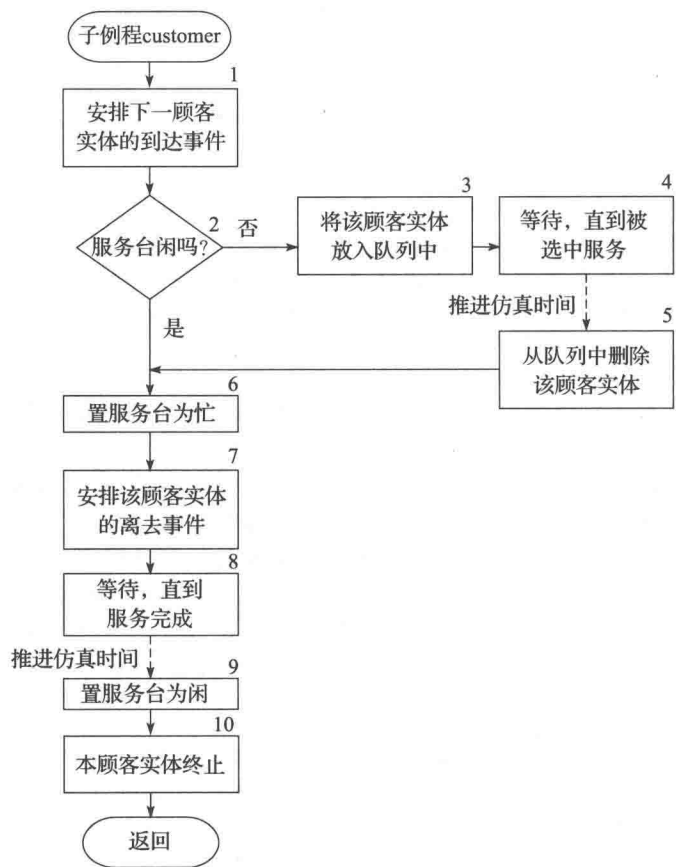 子例程customer
1
安排下一顾客
实体的到达事件
2
服务台闲吗?
否
3
将该顾客实体
放入队列中
4
等待，直到被
选中服务
推进仿真时间
5
从队列中删除
该顾客实体
是
6
置服务台为忙
7
安排该顾客实体
的离去事件
8
等待，直到
服务完成
推进仿真时间
9
置服务台为闲
10
本顾客实体终止
返回